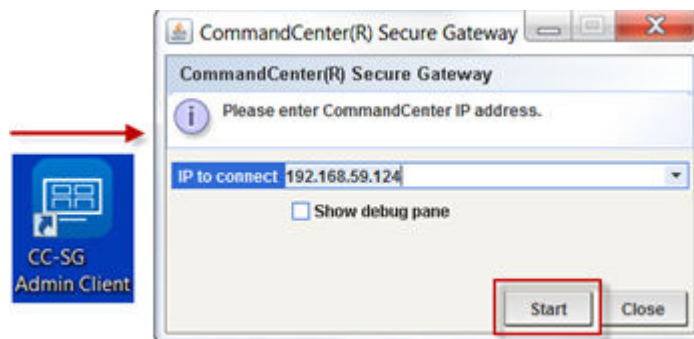 CommandCenter(R) Secure Gateway
CommandCenter(R) Secure Gateway
Please enter CommandCenter IP address.
IP to connect 192.168.59.124
Show debug pane
CC-SG
Admin Client
Start Close